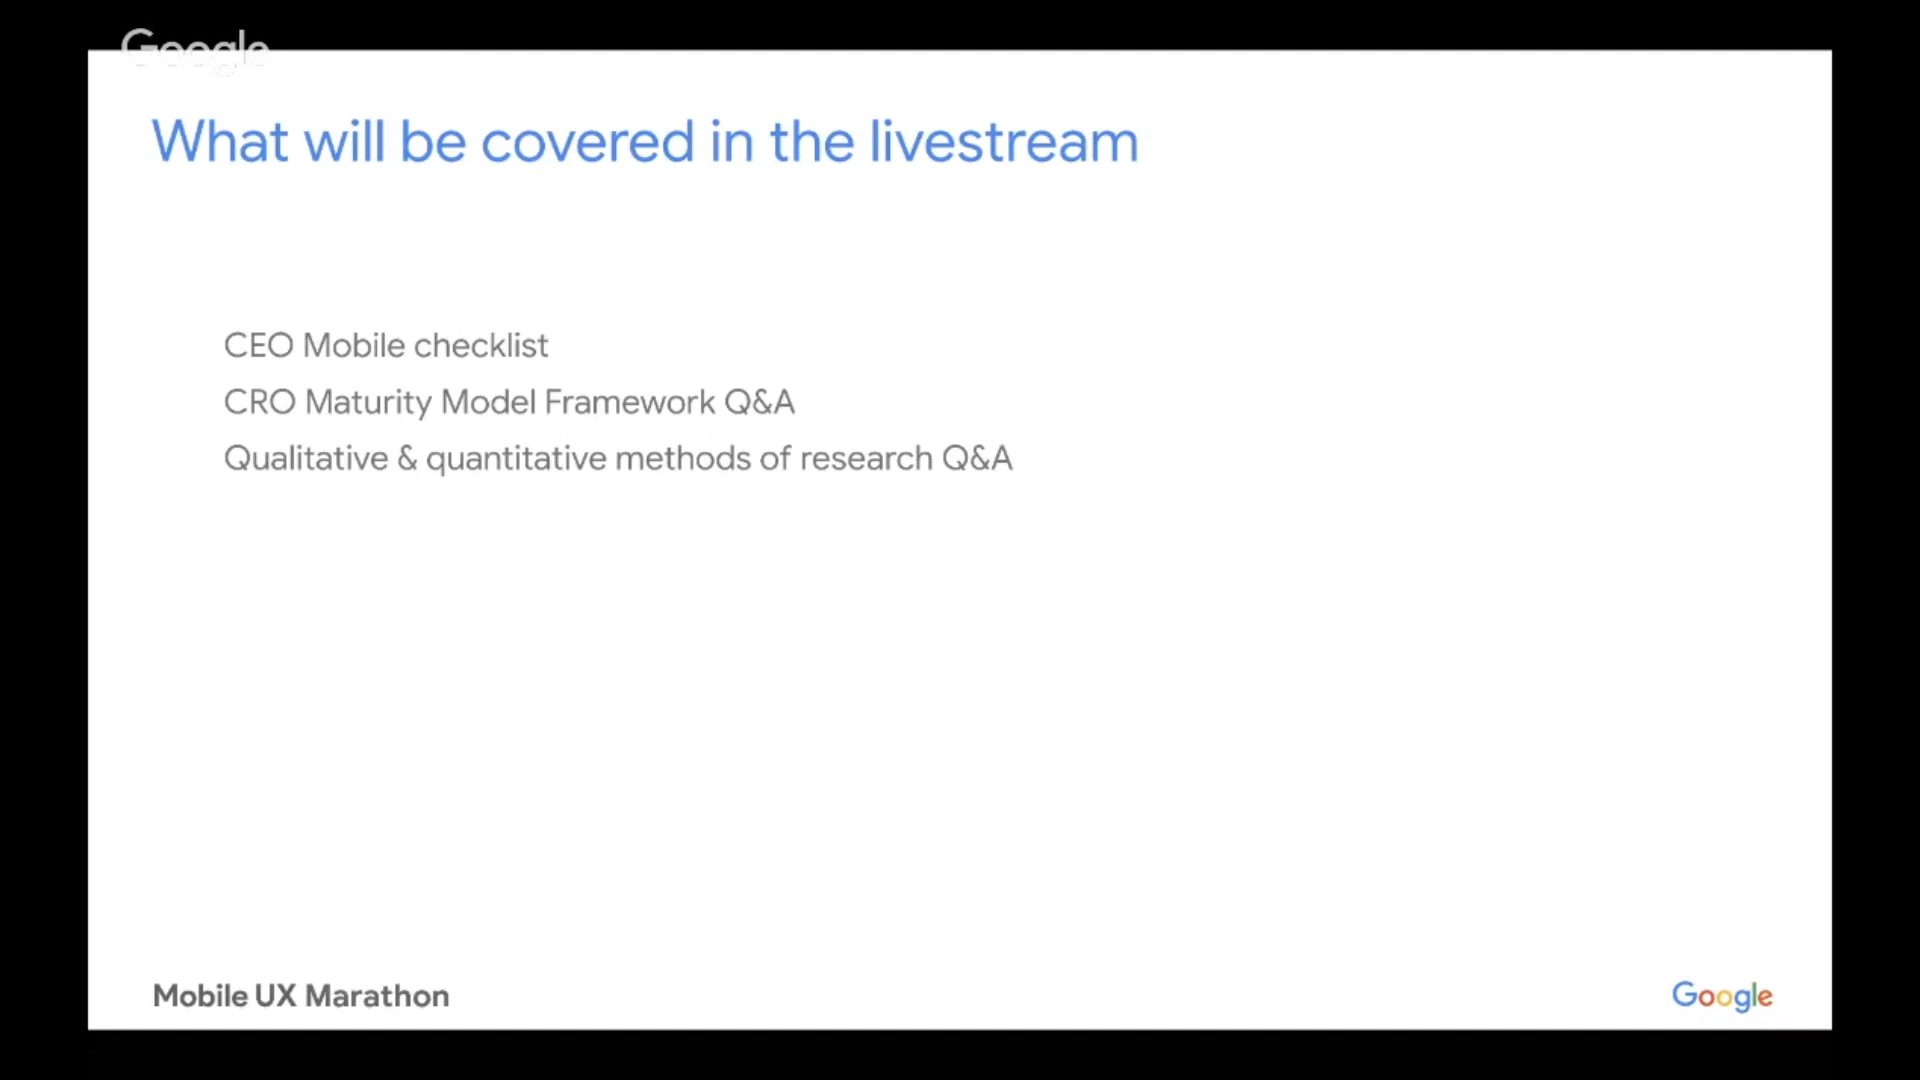 Google
What will be covered in the livestream
CEO Mobile checklist
CRO Maturity Model Framework Q&A
Qualitative & quantitative methods of research Q&A
Mobile UX Marathon
Google